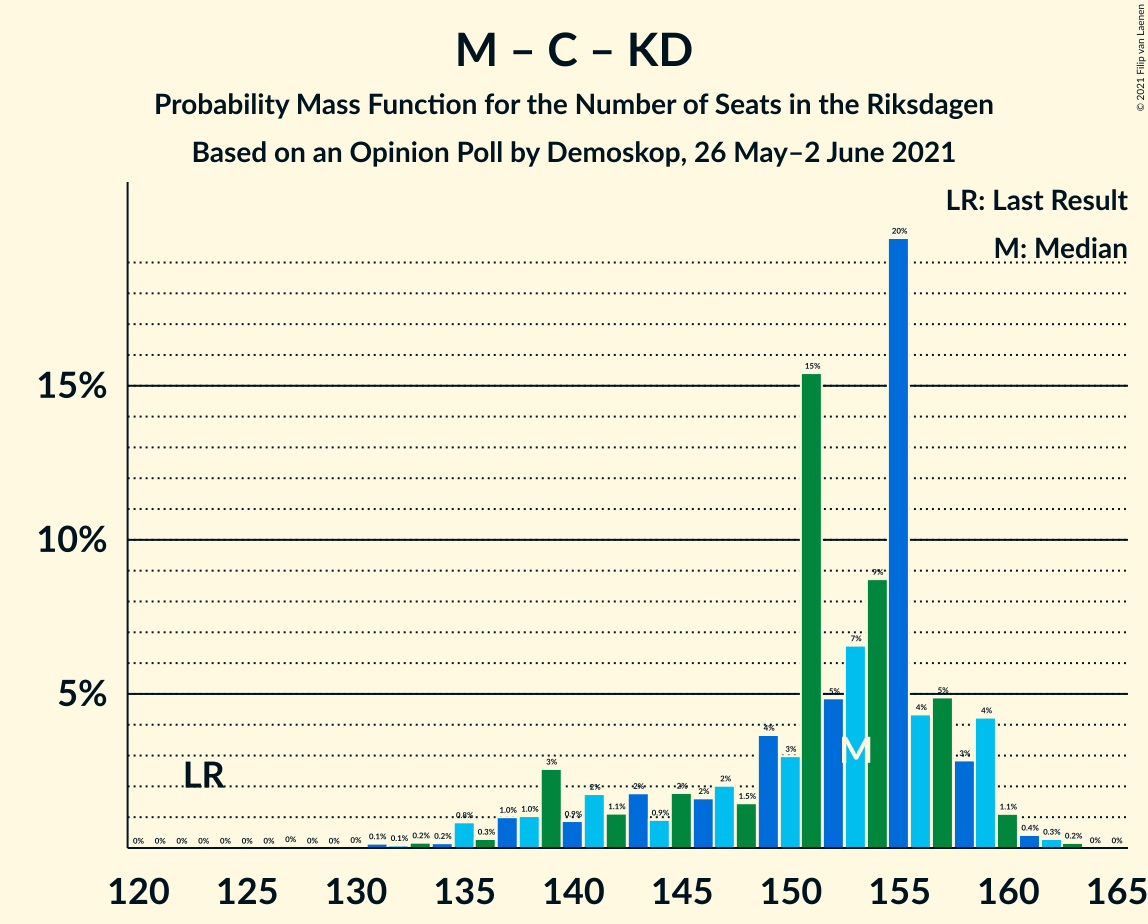 M – C – KD
Probability Mass Function for the Number of Seats in the Riksdagen
Based on an Opinion Poll by Demoskop, 26 May–2 June 2021
© 2021 Filip van Laenen
LR: Last Result
M: Median
15%
10%
5%
LR
M
0% 0% 0% 0% 0% 0% 0% 0% 0% 0% 0% 0.1% 0.1% 0.2% 0.2% 0.8% 0.3% 1.0% 1.0% 3% 0.9% 2% 1.1% 2% 0.9% 2% 2% 2% 1.5% 4% 3% 15% 5% 7% 9% 20% 4% 5% 3% 4% 1.1% 0.4% 0.3% 0.2% 0% 0%
120 125 130 135 140 145 150 155 160 165